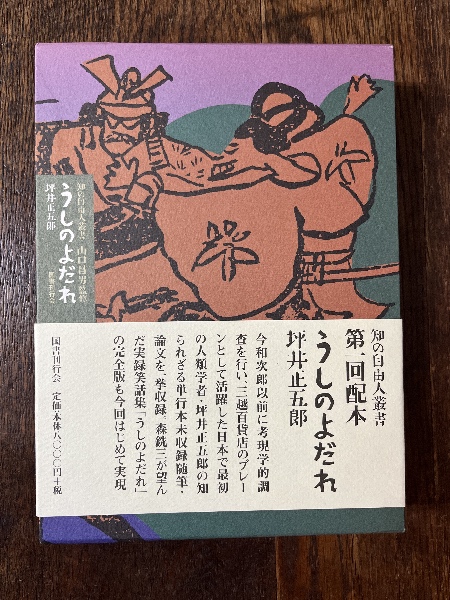 知の自由人叢書 山口昌男監修
うしのよだれ
坪井正五郎
国書刊行会
知の自由人叢書
第一回配本
うしのよだれ
坪井正五郎
今和次郎以前に考現学的調
査を行い、三越百貨店のブレー
ンとして活躍した日本で最初
の人類学者・坪井正五郎の知
られざる単行本未収録随筆・
論文を一挙収録。森銑三が望ん
だ実録笑話集「うしのよだれ」
の完全版も今回はじめて実現
国書刊行会 定価本体八〇〇〇円+税